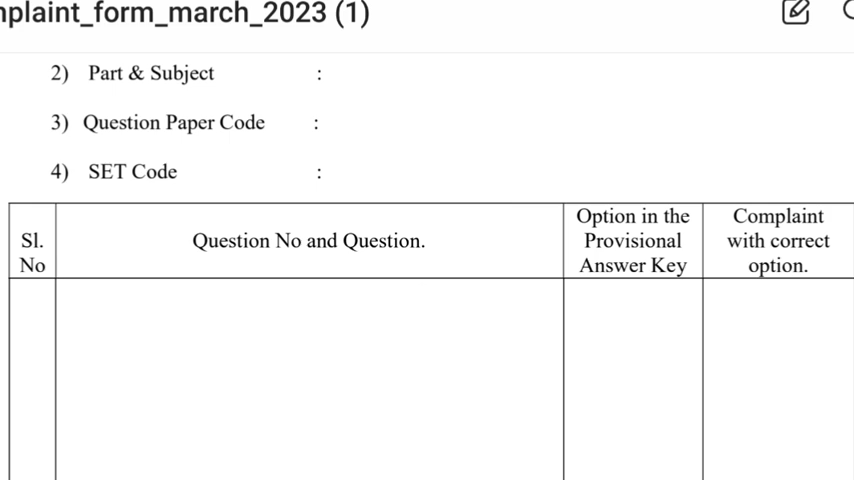 mplaint_form_march_2023 (1)
2) Part & Subject :
3) Question Paper Code :
4) SET Code :
Sl. No
Question No and Question.
Option in the Provisional Answer Key
Complaint with correct option.